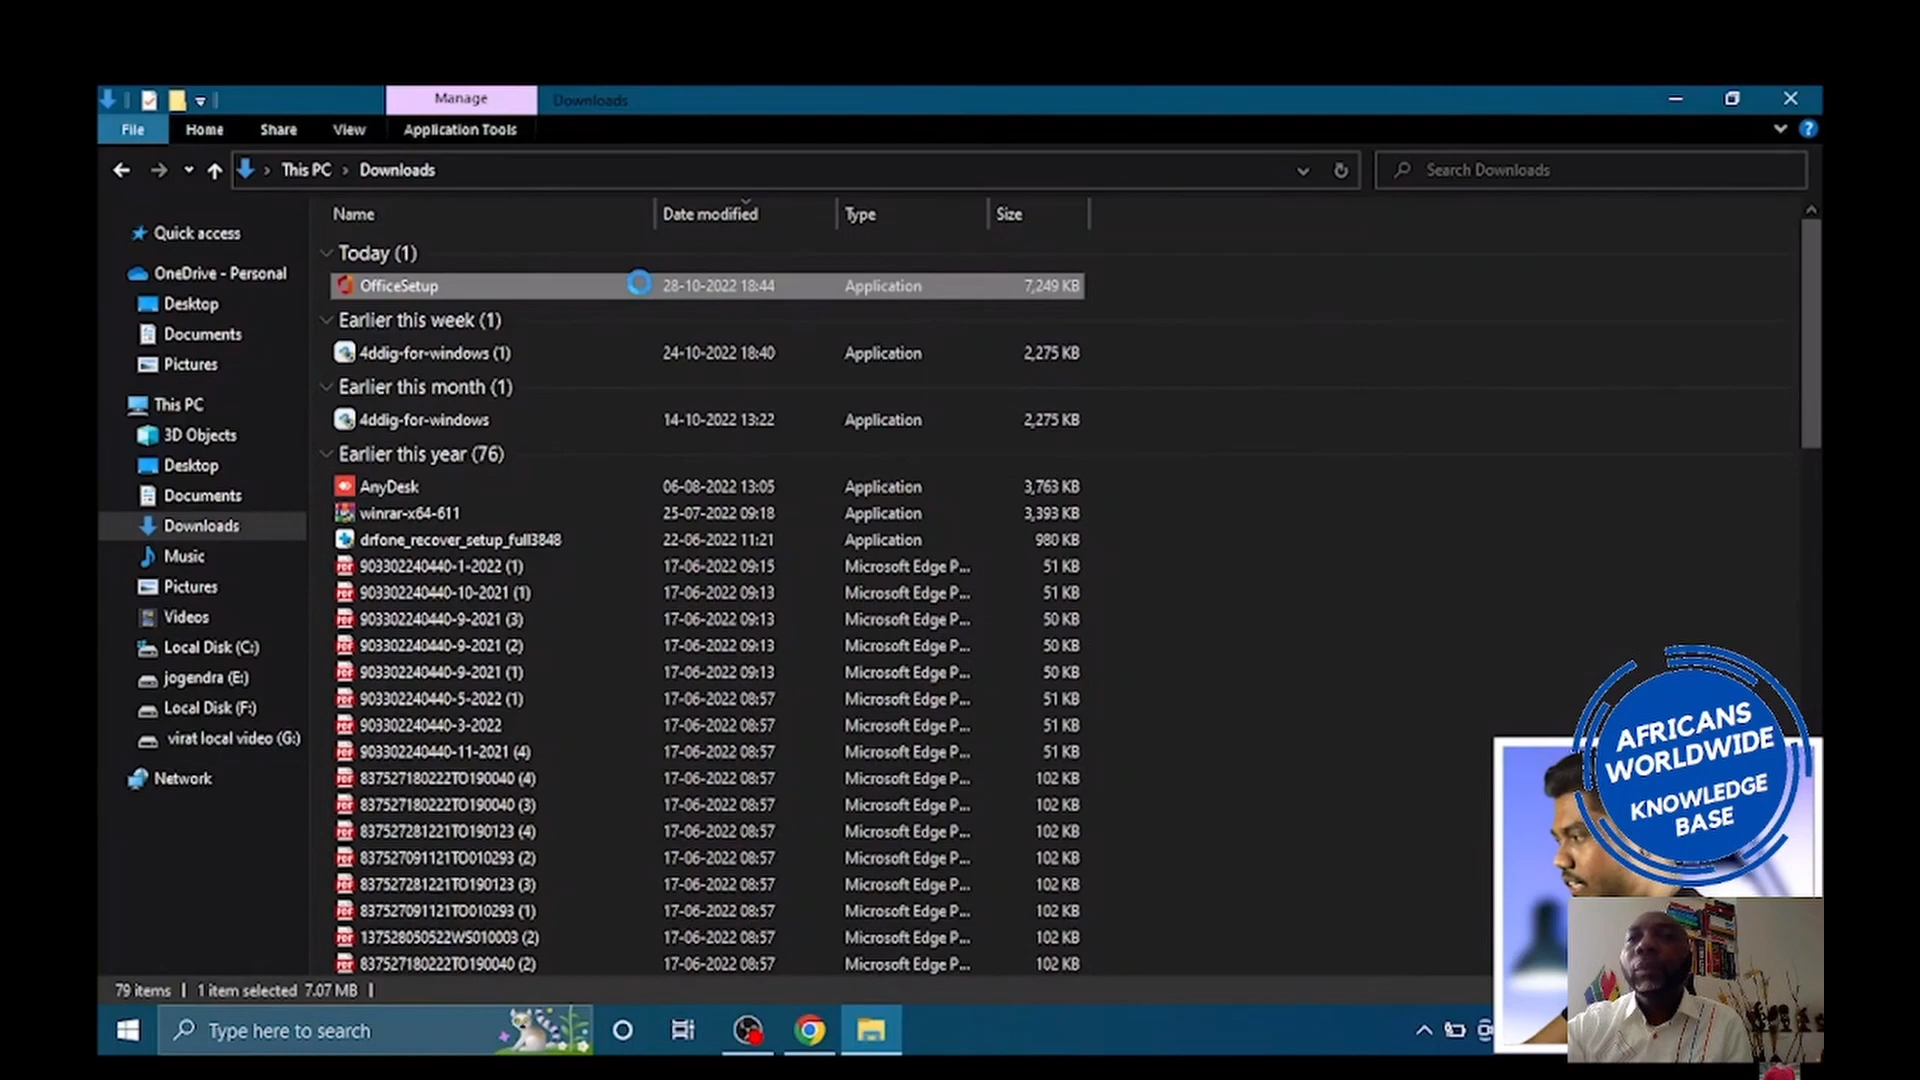 Manage
Downloads
File Home Share View Application Tools
This PC Downloads
Search Downloads
Name Date modified Type Size
Quick access
OneDrive - Personal
Desktop
Documents
Pictures
This PC
3D Objects
Desktop
Documents
Downloads
Music
Pictures
Videos
Local Disk (C:)
jogendra (E:)
Local Disk (F:)
virat local video (G:)
Network
Today (1)
OfficeSetup 28-10-2022 18:44 Application 7,249 KB
Earlier this week (1)
4ddig-for-windows (1) 24-10-2022 18:40 Application 2,275 KB
Earlier this month (1)
4ddig-for-windows 14-10-2022 13:22 Application 2,275 KB
Earlier this year (76)
AnyDesk 06-08-2022 13:05 Application 3,763 KB
winrar-x64-611 25-07-2022 09:18 Application 3,393 KB
drfone_recover_setup_full3848 22-06-2022 11:21 Application 980 KB
903302240440-1-2022 (1) 17-06-2022 09:15 Microsoft Edge P... 51 KB
903302240440-10-2021 (1) 17-06-2022 09:13 Microsoft Edge P... 51 KB
903302240440-9-2021 (3) 17-06-2022 09:13 Microsoft Edge P... 50 KB
903302240440-9-2021 (2) 17-06-2022 09:13 Microsoft Edge P... 50 KB
903302240440-9-2021 (1) 17-06-2022 09:13 Microsoft Edge P... 50 KB
903302240440-5-2022 (1) 17-06-2022 08:57 Microsoft Edge P... 51 KB
903302240440-3-2022 17-06-2022 08:57 Microsoft Edge P... 51 KB
903302240440-11-2021 (4) 17-06-2022 08:57 Microsoft Edge P... 51 KB
837527180222TO190040 (4) 17-06-2022 08:57 Microsoft Edge P... 102 KB
837527180222TO190040 (3) 17-06-2022 08:57 Microsoft Edge P... 102 KB
837527281221TO190123 (4) 17-06-2022 08:57 Microsoft Edge P... 102 KB
837527091121TO010293 (2) 17-06-2022 08:57 Microsoft Edge P... 102 KB
837527281221TO190123 (3) 17-06-2022 08:57 Microsoft Edge P... 102 KB
837527091121TO010293 (1) 17-06-2022 08:57 Microsoft Edge P... 102 KB
137528050522WS010003 (2) 17-06-2022 08:57 Microsoft Edge P... 102 KB
837527180222TO190040 (2) 17-06-2022 08:57 Microsoft Edge P... 102 KB
79 items 1 item selected 7.07 MB
Type here to search
AFRICANS
WORLDWIDE
KNOWLEDGE
BASE